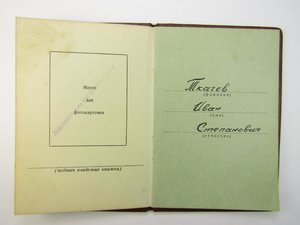 Место
для
фотокарточки
(подпись владельца книжки)
Ткачев
(фамилия)
Иван
(имя)
Степанович
(отчество)